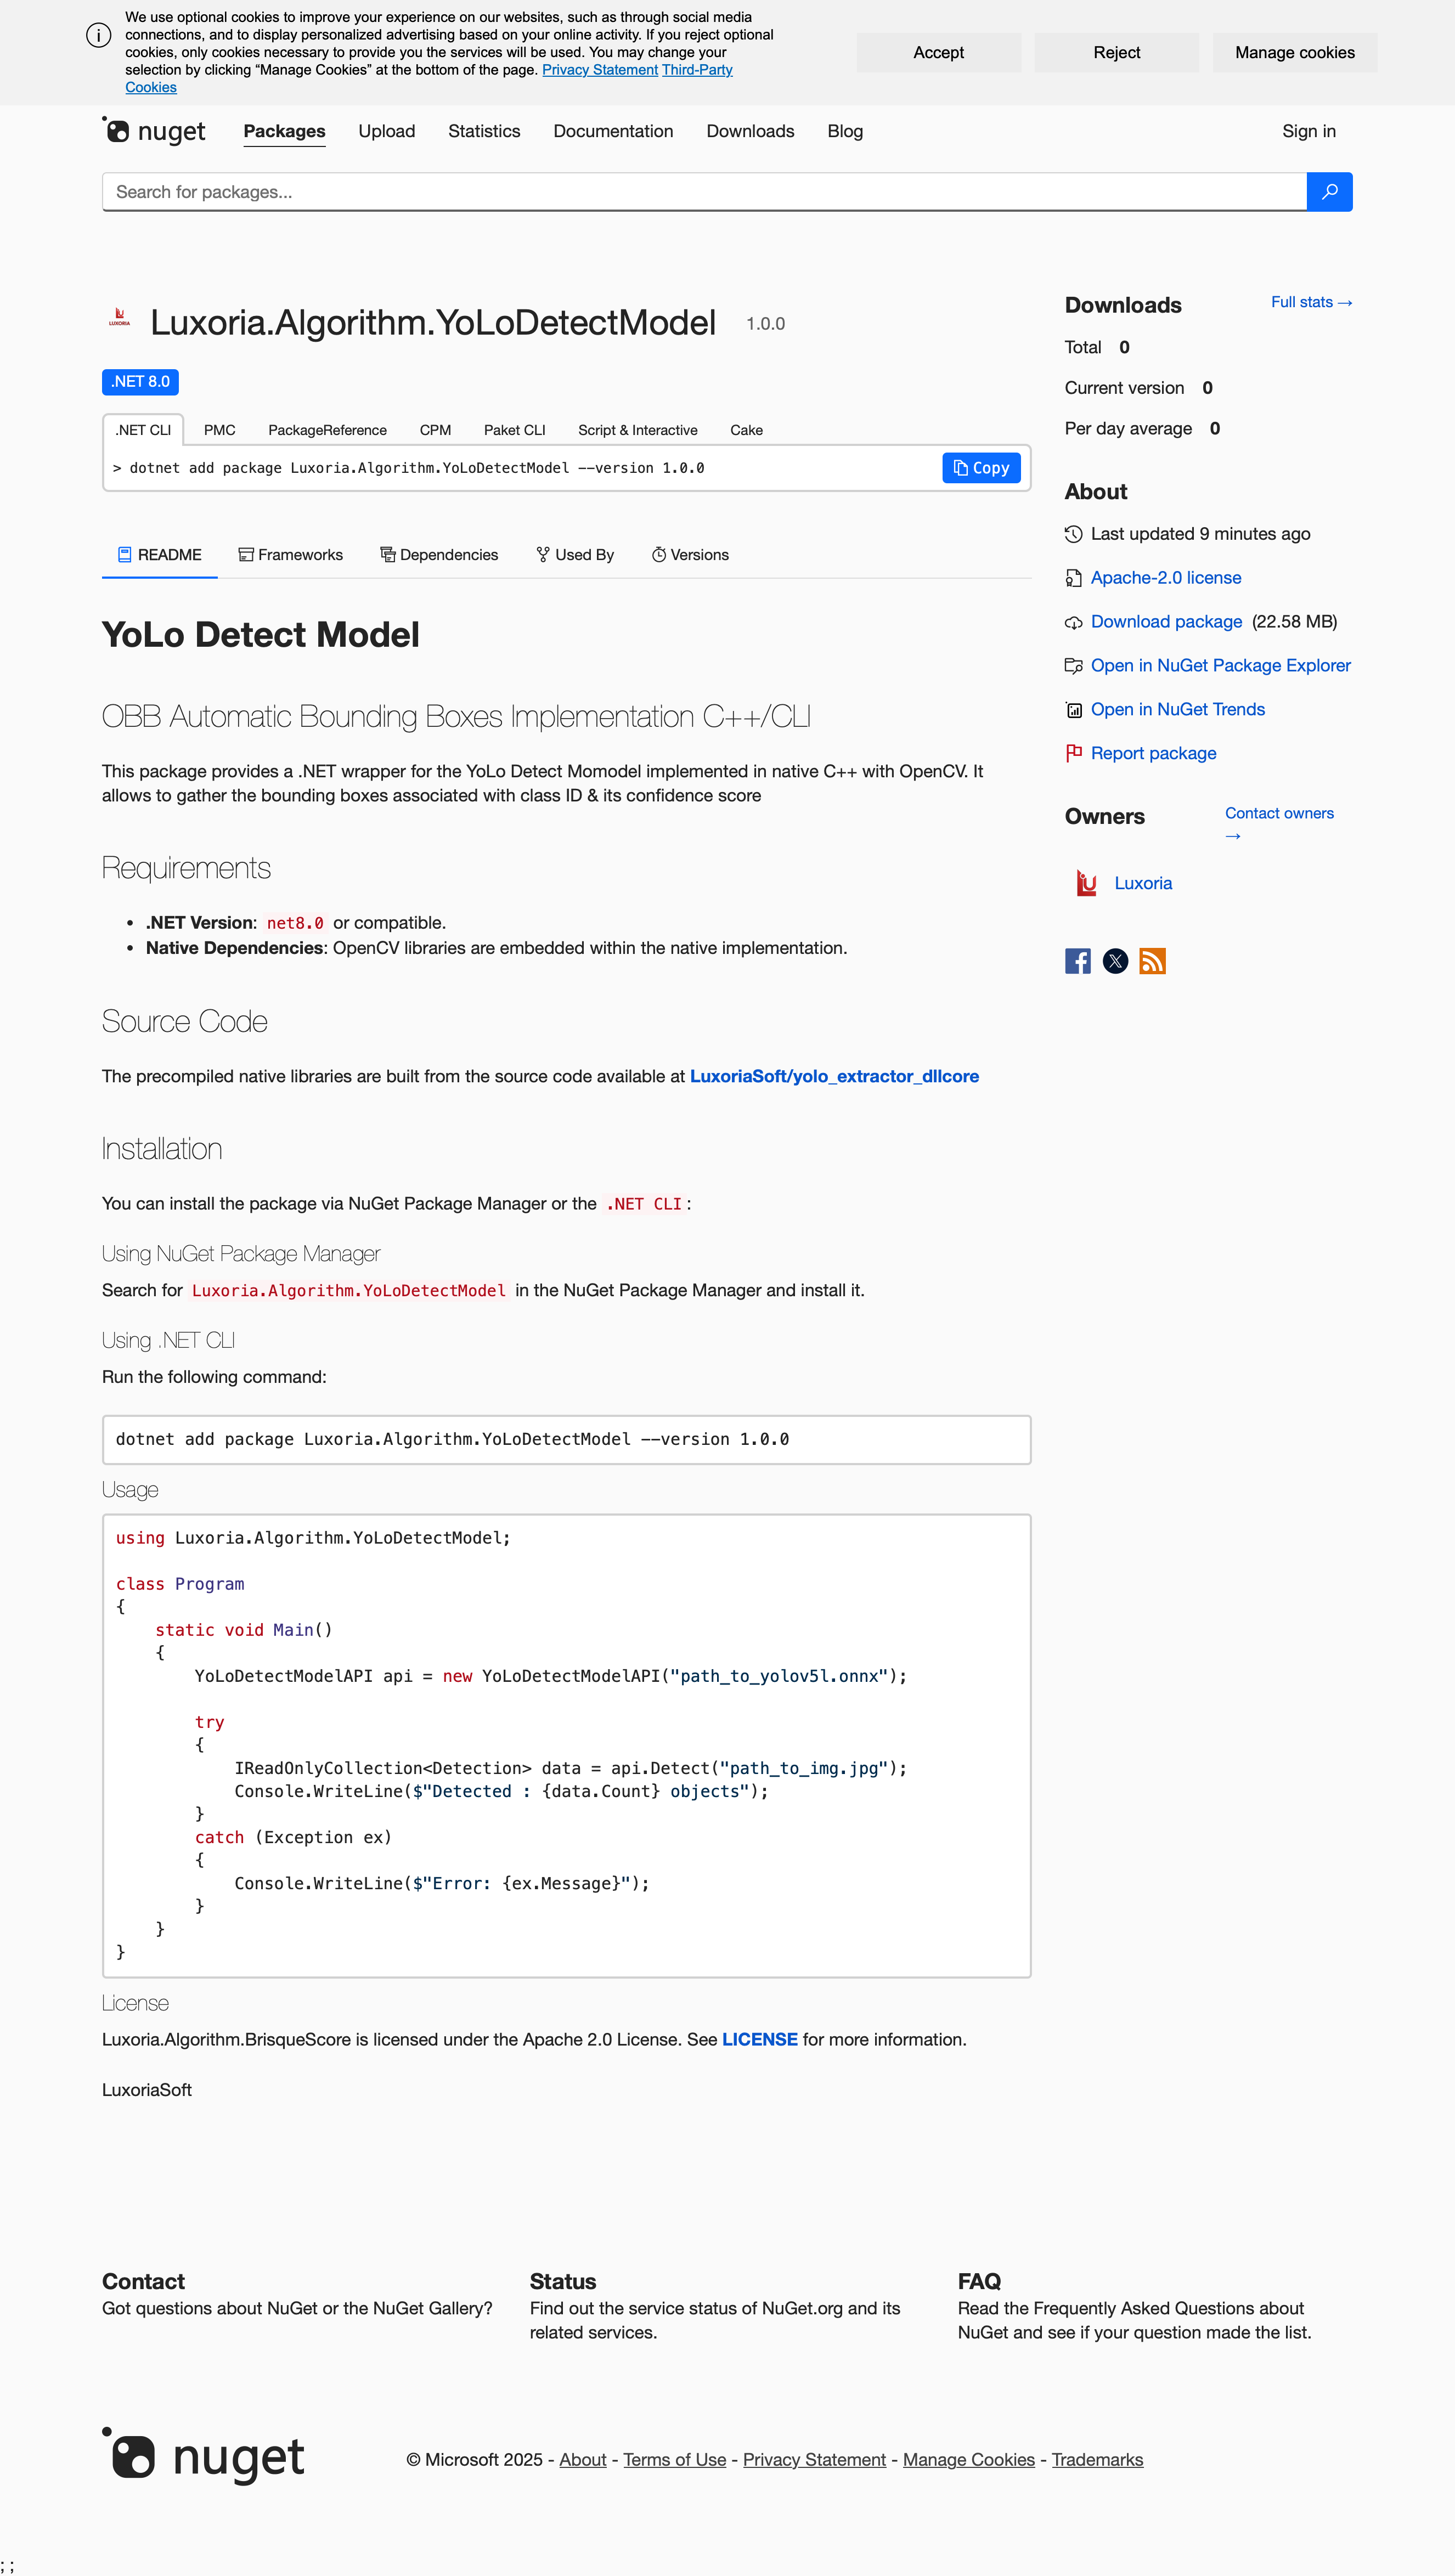 We use optional cookies to improve your experience on our websites, such as through social media
connections, and to display personalized advertising based on your online activity. If you reject optional
cookies, only cookies necessary to provide you the services will be used. You may change your
selection by clicking “Manage Cookies” at the bottom of the page. Privacy Statement Third-Party
Cookies
Accept
Reject
Manage cookies
nuget
Packages
Upload
Statistics
Documentation
Downloads
Blog
Sign in
Search for packages...
LUXORIA
Luxoria.Algorithm.YoLoDetectModel 1.0.0
.NET 8.0
.NET CLI
PMC
PackageReference
CPM
Paket CLI
Script & Interactive
Cake
> dotnet add package Luxoria.Algorithm.YoLoDetectModel --version 1.0.0
Copy
README
Frameworks
Dependencies
Used By
Versions
YoLo Detect Model
OBB Automatic Bounding Boxes Implementation C++/CLI
This package provides a .NET wrapper for the YoLo Detect Momodel implemented in native C++ with OpenCV. It
allows to gather the bounding boxes associated with class ID & its confidence score
Requirements
• .NET Version: net8.0 or compatible.
• Native Dependencies: OpenCV libraries are embedded within the native implementation.
Source Code
The precompiled native libraries are built from the source code available at LuxoriaSoft/yolo_extractor_dllcore
Installation
You can install the package via NuGet Package Manager or the .NET CLI :
Using NuGet Package Manager
Search for Luxoria.Algorithm.YoLoDetectModel in the NuGet Package Manager and install it.
Using .NET CLI
Run the following command:
dotnet add package Luxoria.Algorithm.YoLoDetectModel --version 1.0.0
Usage
using Luxoria.Algorithm.YoLoDetectModel;
class Program
{
static void Main()
{
YoLoDetectModelAPI api = new YoLoDetectModelAPI("path_to_yolov5l.onnx");
try
{
IReadOnlyCollection<Detection> data = api.Detect("path_to_img.jpg");
Console.WriteLine($"Detected : {data.Count} objects");
}
catch (Exception ex)
{
Console.WriteLine($"Error: {ex.Message}");
}
}
}
License
Luxoria.Algorithm.BrisqueScore is licensed under the Apache 2.0 License. See LICENSE for more information.
LuxoriaSoft
Downloads
Full stats →
Total 0
Current version 0
Per day average 0
About
Last updated 9 minutes ago
Apache-2.0 license
Download package (22.58 MB)
Open in NuGet Package Explorer
Open in NuGet Trends
Report package
Owners
Contact owners
→
Luxoria
Contact
Got questions about NuGet or the NuGet Gallery?
Status
Find out the service status of NuGet.org and its
related services.
FAQ
Read the Frequently Asked Questions about
NuGet and see if your question made the list.
nuget
© Microsoft 2025 - About - Terms of Use - Privacy Statement - Manage Cookies - Trademarks
; ;